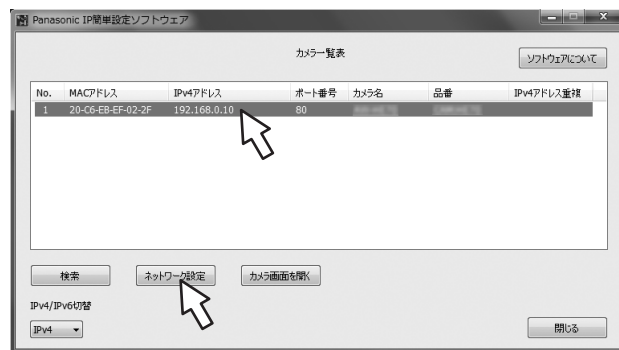 Panasonic IP簡単設定ソフトウェア
カメラ一覧表
ソフトウェアについて
No. MACアドレス IPv4アドレス ポート番号 カメラ名 品番 IPv4アドレス重複
1 20-C6-EB-EF-02-2F 192.168.0.10 80
検索 ネットワーク設定 カメラ画面を開く
IPv4/IPv6切替
IPv4 閉じる